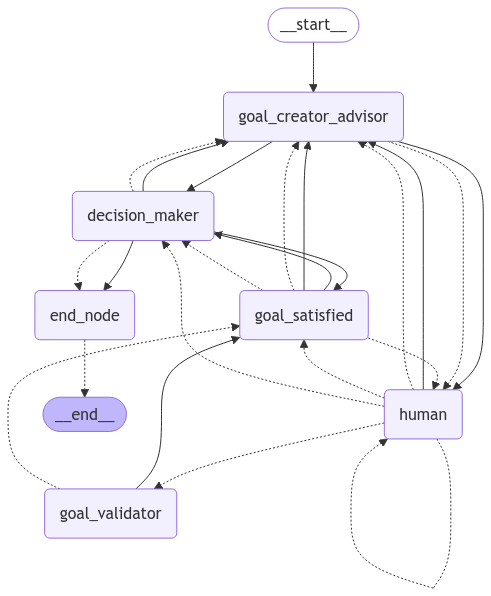 __start__
goal_creator_advisor
decision_maker
end_node
goal_satisfied
__end__
human
goal_validator